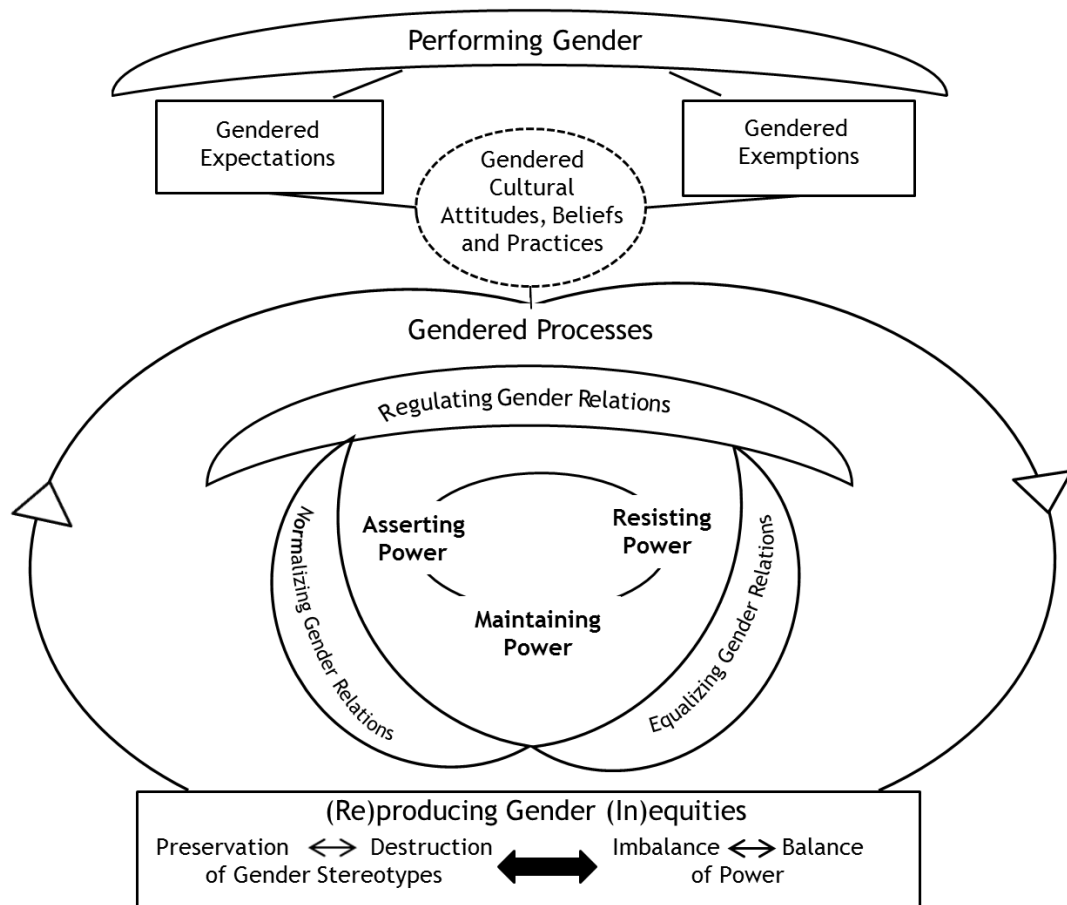 Performing Gender
Gendered
Expectations
Gendered
Exemptions
Gendered
Cultural
Attitudes, Beliefs
and Practices
Gendered Processes
Regulating Gender Relations
Normalizing Gender Relations
Asserting
Power
Resisting
Power
Maintaining
Power
Equalizing Gender Relations
(Re)producing Gender (In)equities
Preservation Destruction
of Gender Stereotypes
Imbalance Balance
of Power